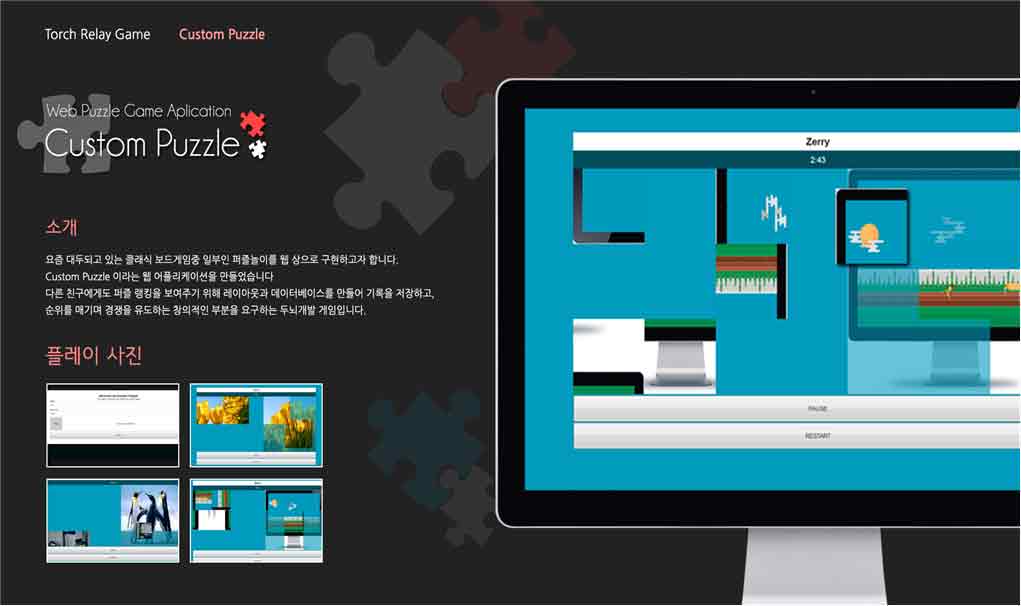 Torch Relay Game Custom Puzzle
Web Puzzle Game Aplication
Custom Puzzle
소개
요즘 대두되고 있는 클래식 보드게임중 일부인 퍼즐놀이를 웹 상으로 구현하고자 합니다.
Custom Puzzle 이라는 웹 어플리케이션을 만들었습니다
다른 친구에게도 퍼즐 랭킹을 보여주기 위해 레이아웃과 데이터베이스를 만들어 기록을 저장하고,
순위를 매기며 경쟁을 유도하는 창의적인 부분을 요구하는 두뇌개발 게임입니다.
플레이 사진
Zerry
2:43
PAUSE
RESTART